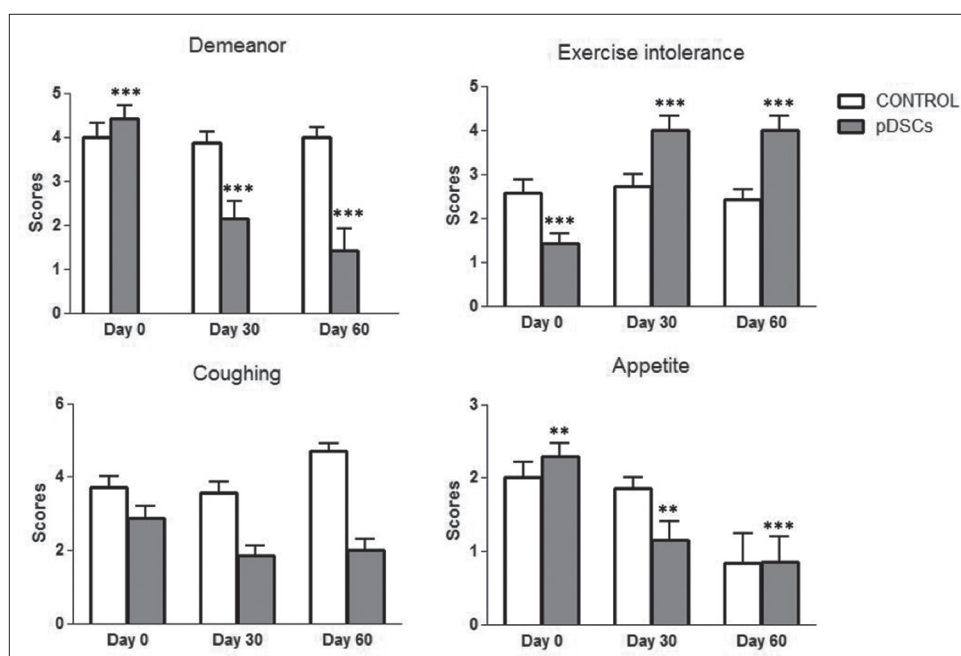 Demeanor
Scores
5
4
3
2
1
0
***
***
***
Day 0 Day 30 Day 60
Exercise intolerance
Scores
5
4
3
2
1
0
***
***
***
Day 0 Day 30 Day 60
CONTROL
pDSCs
Coughing
Scores
6
4
2
0
Day 0 Day 30 Day 60
Appetite
Scores
3
2
1
0
**
**
***
Day 0 Day 30 Day 60